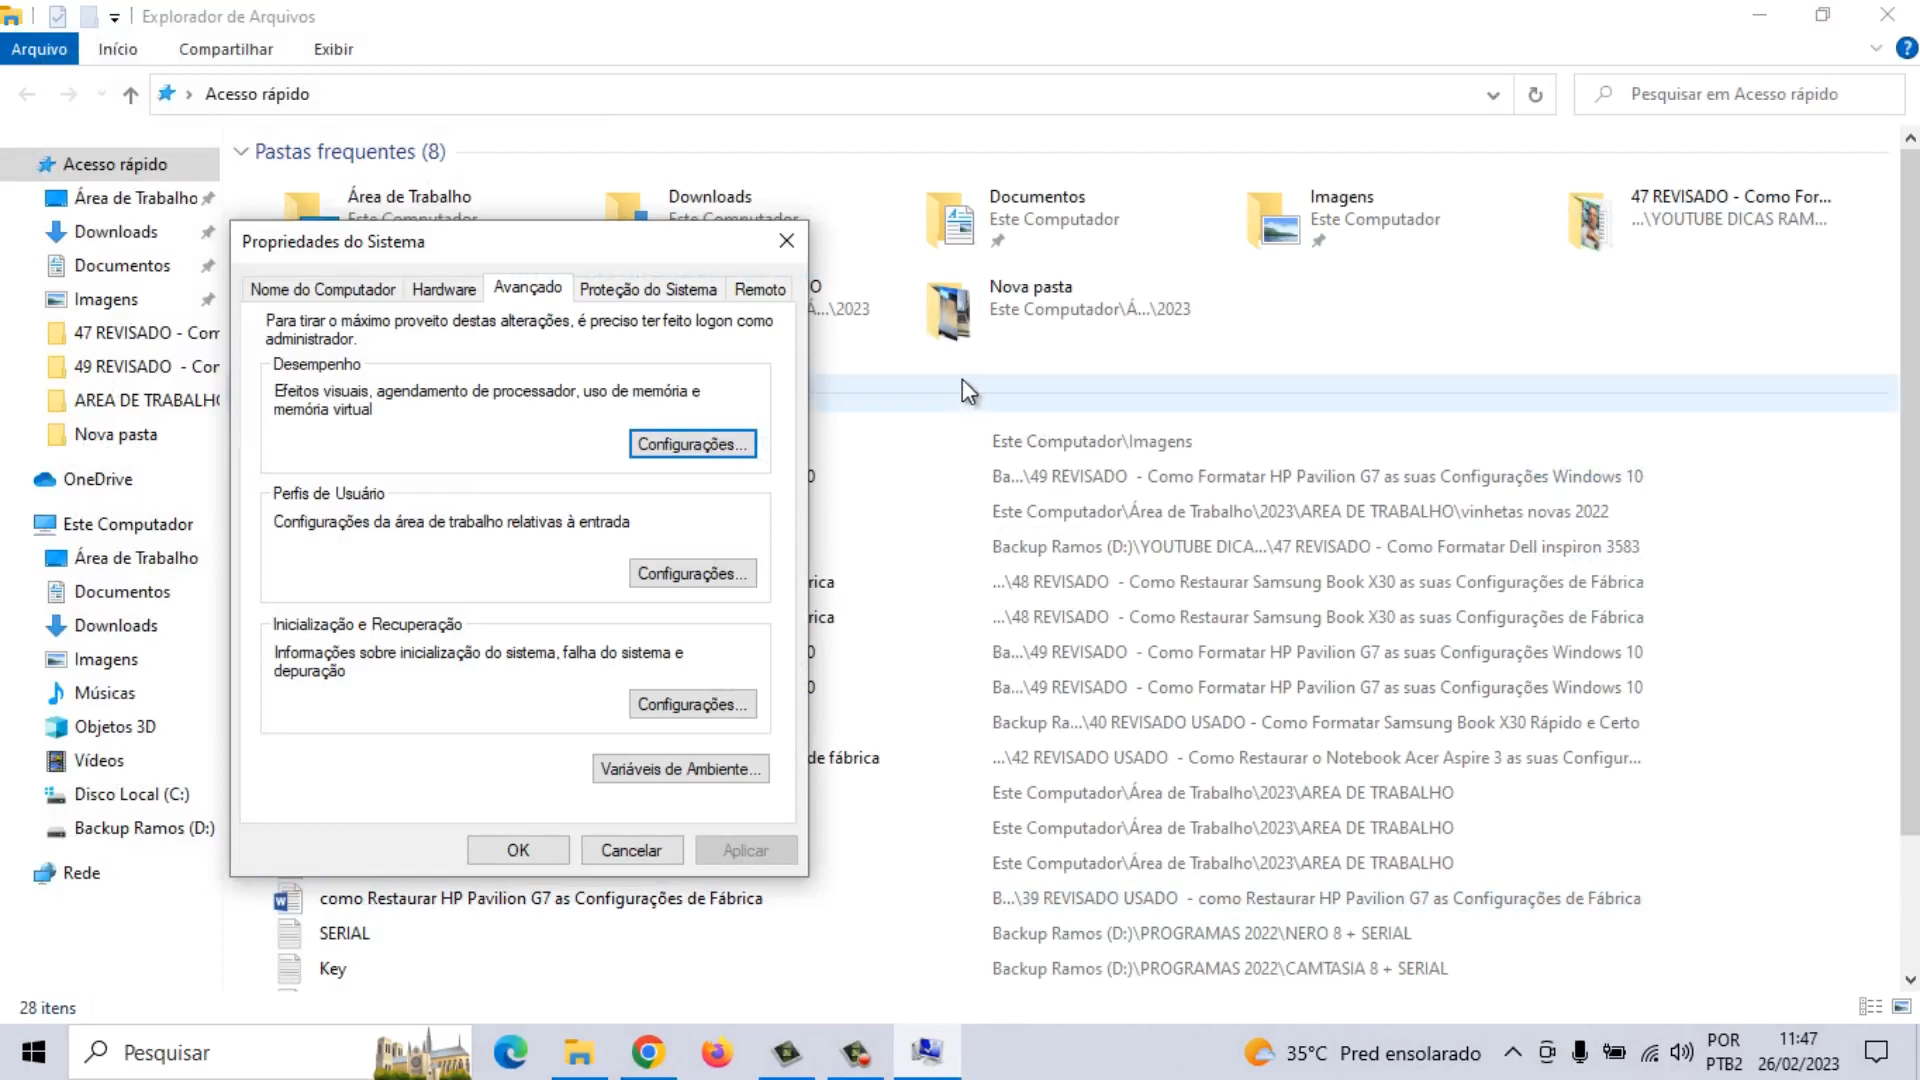 Explorador de Arquivos
Arquivo Início Compartilhar Exibir
Acesso rápido
Pesquisar em Acesso rápido
Acesso rápido
Área de Trabalho
Downloads
Documentos
Imagens
47 REVISADO - Com
49 REVISADO - Cor
AREA DE TRABALHO
Nova pasta
OneDrive
Este Computador
Área de Trabalho
Documentos
Downloads
Imagens
Músicas
Objetos 3D
Vídeos
Disco Local (C:)
Backup Ramos (D:)
Rede
Pastas frequentes (8)
Área de Trabalho
Este Computador
Downloads
Este Computador
Documentos
Este Computador
Imagens
Este Computador
47 REVISADO - Como For...
...\YOUTUBE DICAS RAM...
O
Á...\2023
Nova pasta
Este Computador\Á...\2023
Propriedades do Sistema
Nome do Computador Hardware Avançado Proteção do Sistema Remoto
Para tirar o máximo proveito destas alterações, é preciso ter feito logon como
administrador.
Desempenho
Efeitos visuais, agendamento de processador, uso de memória e
memória virtual
Configurações...
Perfis de Usuário
Configurações da área de trabalho relativas à entrada
Configurações...
Inicialização e Recuperação
Informações sobre inicialização do sistema, falha do sistema e
depuração
Configurações...
Variáveis de Ambiente...
OK Cancelar Aplicar
Este Computador\Imagens
0 Ba...\49 REVISADO - Como Formatar HP Pavilion G7 as suas Configurações Windows 10
Este Computador\Área de Trabalho\2023\AREA DE TRABALHO\vinhetas novas 2022
Backup Ramos (D:)\YOUTUBE DICA...\47 REVISADO - Como Formatar Dell inspiron 3583
rica ...\48 REVISADO - Como Restaurar Samsung Book X30 as suas Configurações de Fábrica
rica ...\48 REVISADO - Como Restaurar Samsung Book X30 as suas Configurações de Fábrica
0 Ba...\49 REVISADO - Como Formatar HP Pavilion G7 as suas Configurações Windows 10
0 Ba...\49 REVISADO - Como Formatar HP Pavilion G7 as suas Configurações Windows 10
Backup Ra...\40 REVISADO USADO - Como Formatar Samsung Book X30 Rápido e Certo
de fábrica ...\42 REVISADO USADO - Como Restaurar o Notebook Acer Aspire 3 as suas Configur...
Este Computador\Área de Trabalho\2023\AREA DE TRABALHO
Este Computador\Área de Trabalho\2023\AREA DE TRABALHO
Este Computador\Área de Trabalho\2023\AREA DE TRABALHO
como Restaurar HP Pavilion G7 as Configurações de Fábrica B...\39 REVISADO USADO - como Restaurar HP Pavilion G7 as Configurações de Fábrica
SERIAL Backup Ramos (D:)\PROGRAMAS 2022\NERO 8 + SERIAL
Key Backup Ramos (D:)\PROGRAMAS 2022\CAMTASIA 8 + SERIAL
28 itens
Pesquisar
35°C Pred ensolarado
POR
PTB2
11:47
26/02/2023